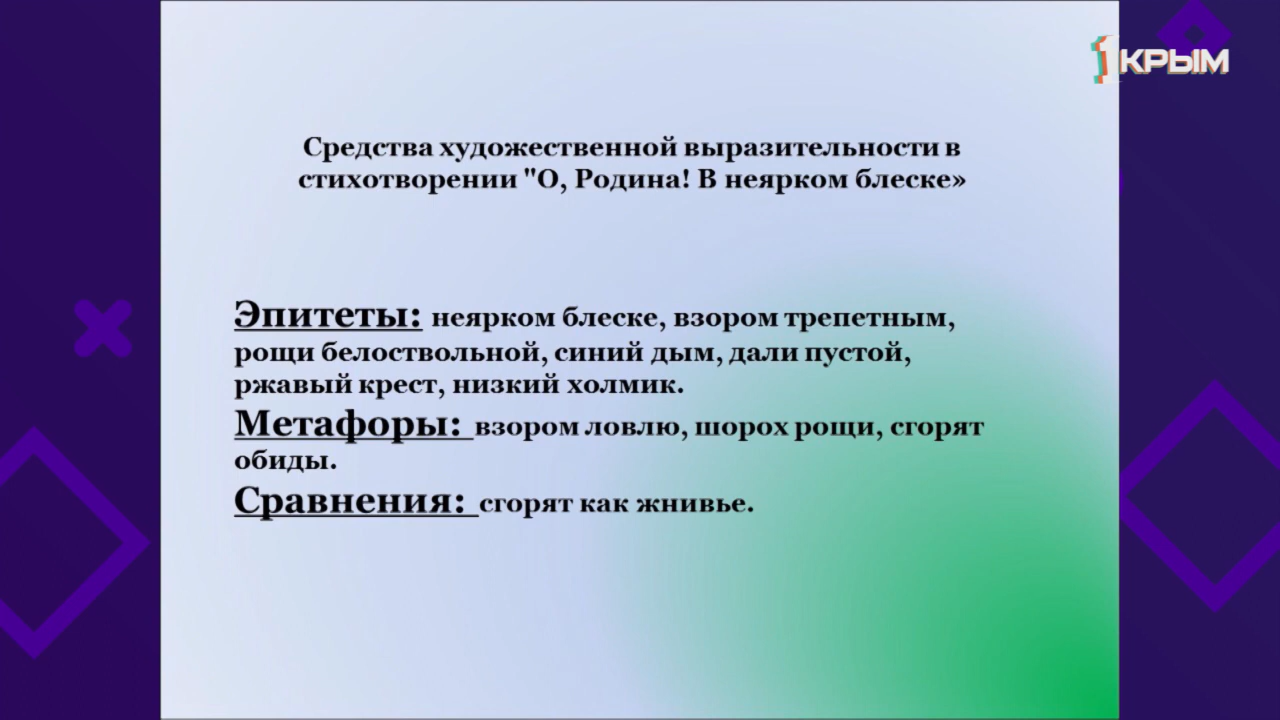 1КРЫМ
Средства художественной выразительности в
стихотворении "О, Родина! В неярком блеске»
Эпитеты: неярком блеске, взором трепетным,
рощи белоствольной, синий дым, дали пустой,
ржавый крест, низкий холмик.
Метафоры: взором ловлю, шорох рощи, сгорят
обиды.
Сравнения: сгорят как жнивье.